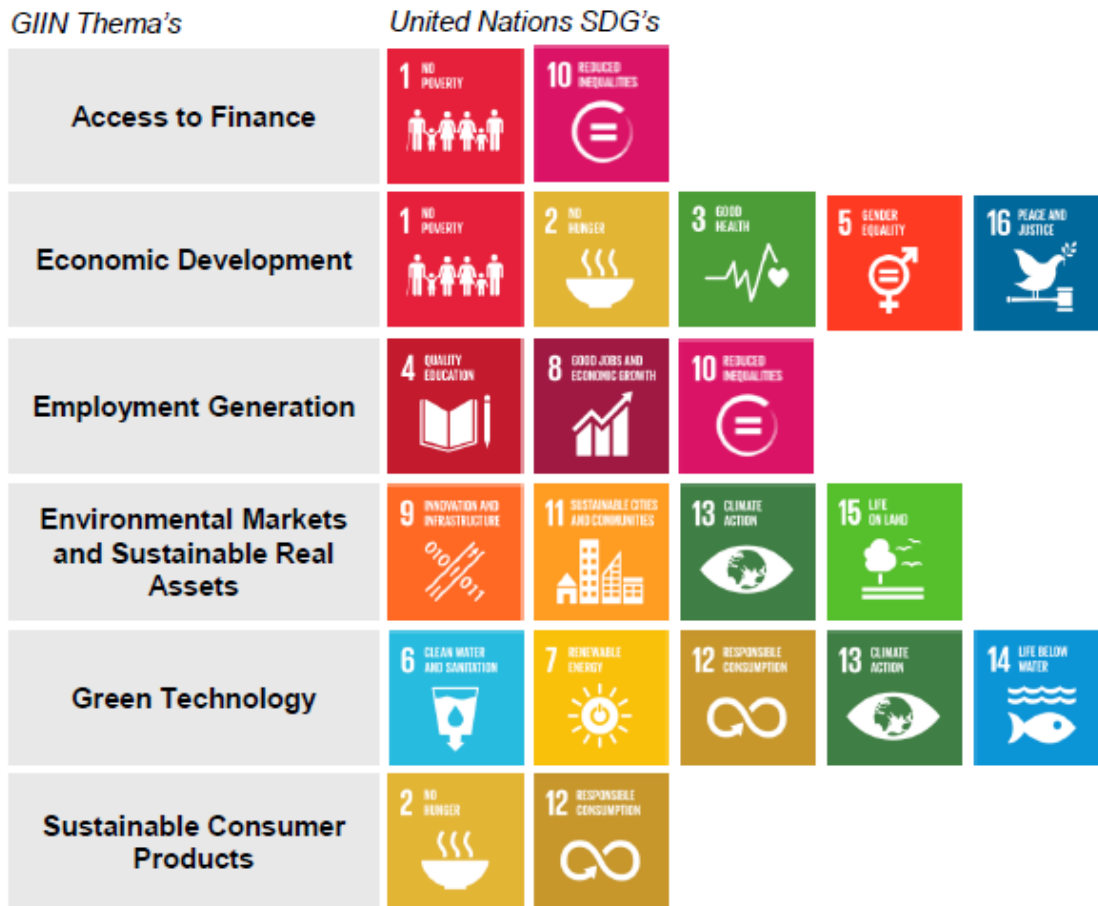 GIIN Thema's
United Nations SDG's
Access to Finance
1 NO
POVERTY
10 REDUCED
INEQUALITIES
Economic Development
1 NO
POVERTY
2 NO
HUNGER
3 GOOD
HEALTH
5 GENDER
EQUALITY
16 PEACE AND
JUSTICE
Employment Generation
4 QUALITY
EDUCATION
8 GOOD JOBS AND
ECONOMIC GROWTH
10 REDUCED
INEQUALITIES
Environmental Markets
and Sustainable Real
Assets
9 INNOVATION AND
INFRASTRUCTURE
010
011
11 SUSTAINABLE CITIES
AND COMMUNITIES
13 CLIMATE
ACTION
15 LIFE
ON LAND
Green Technology
6 CLEAN WATER
AND SANITATION
7 RENEWABLE
ENERGY
12 RESPONSIBLE
CONSUMPTION
13 CLIMATE
ACTION
14 LIFE BELOW
WATER
Sustainable Consumer
Products
2 NO
HUNGER
12 RESPONSIBLE
CONSUMPTION